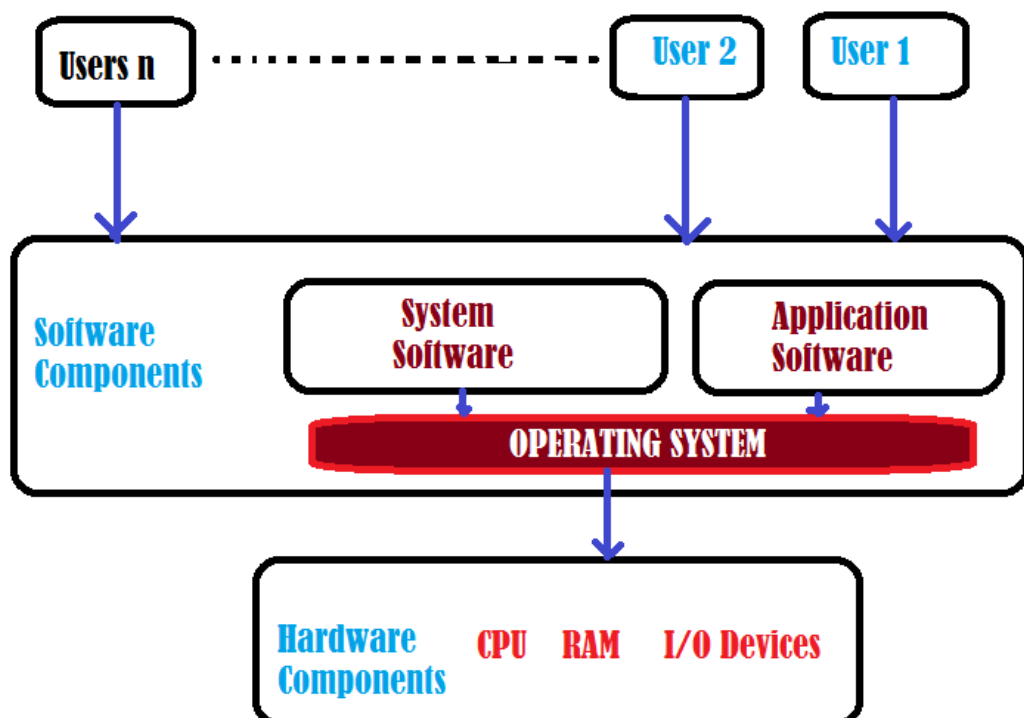 Users n
User 2
User 1
Software
Components
System
Software
Application
Software
OPERATING SYSTEM
Hardware
Components
CPU
RAM
I/O Devices